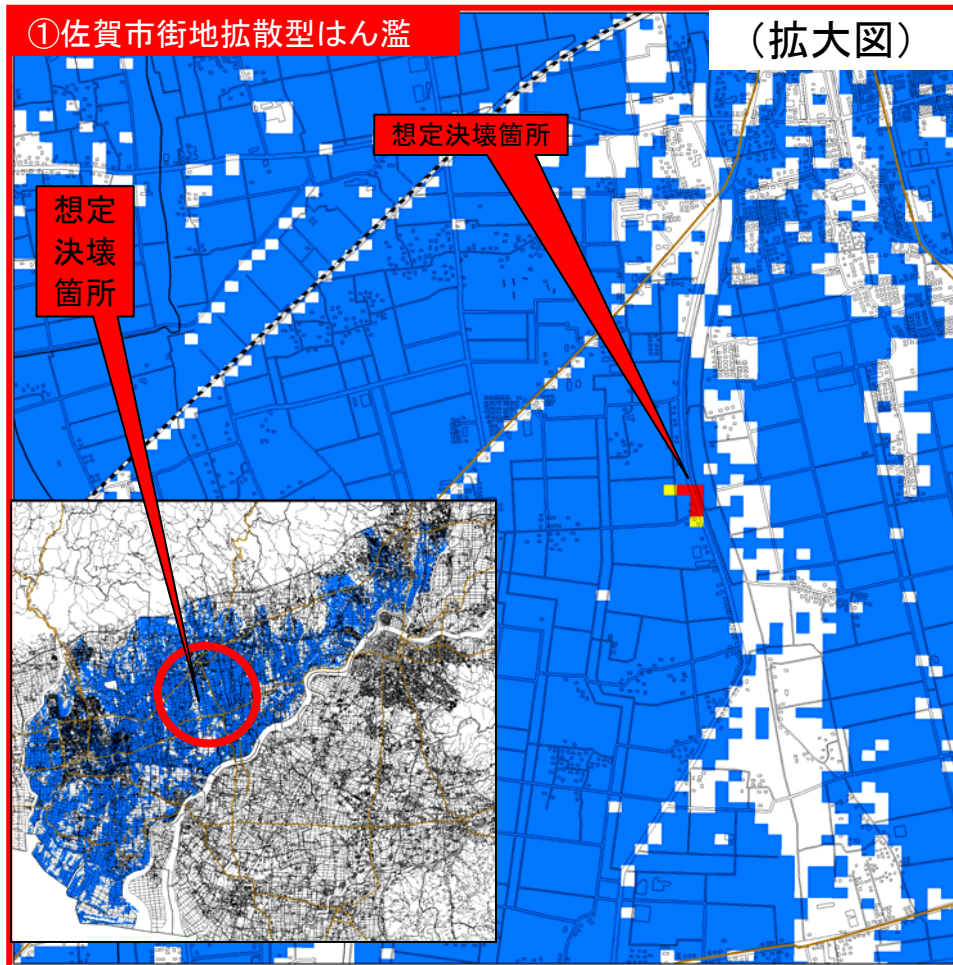 ①佐賀市街地拡散型はん濫
（拡大図）
想定決壊箇所
想定
決壊
箇所